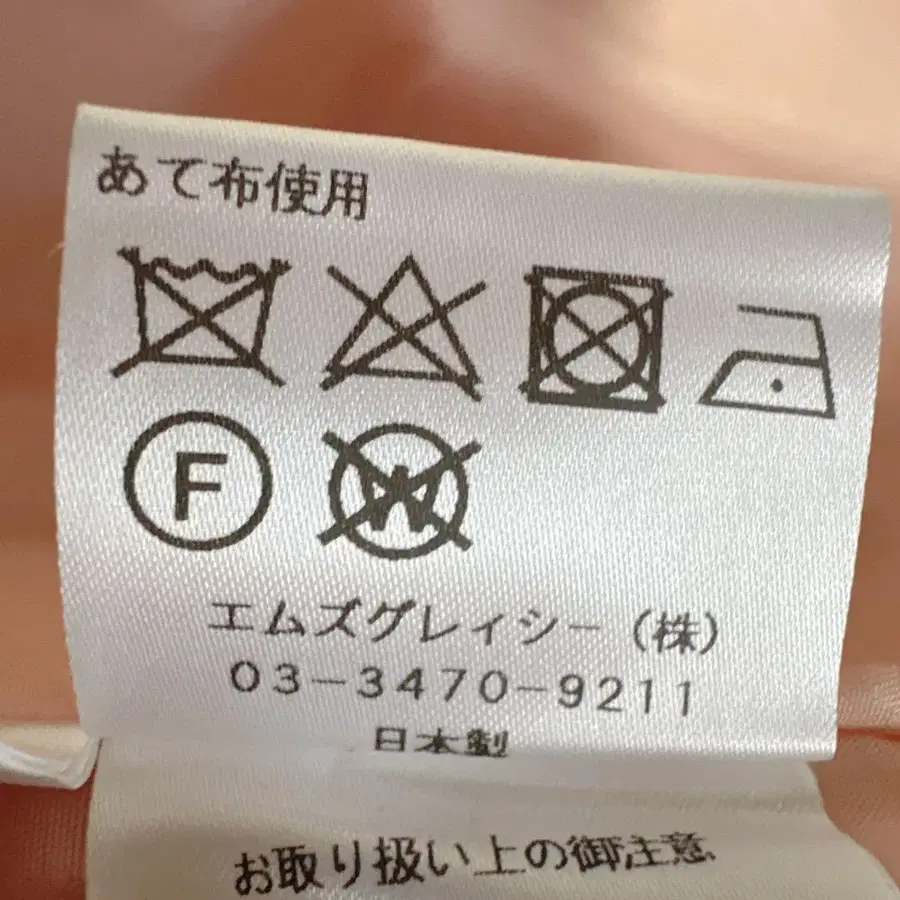 あて布使用
F
W
エムズグレィシー(株)
03-3470-9211
日本製
お取り扱い上の御注意